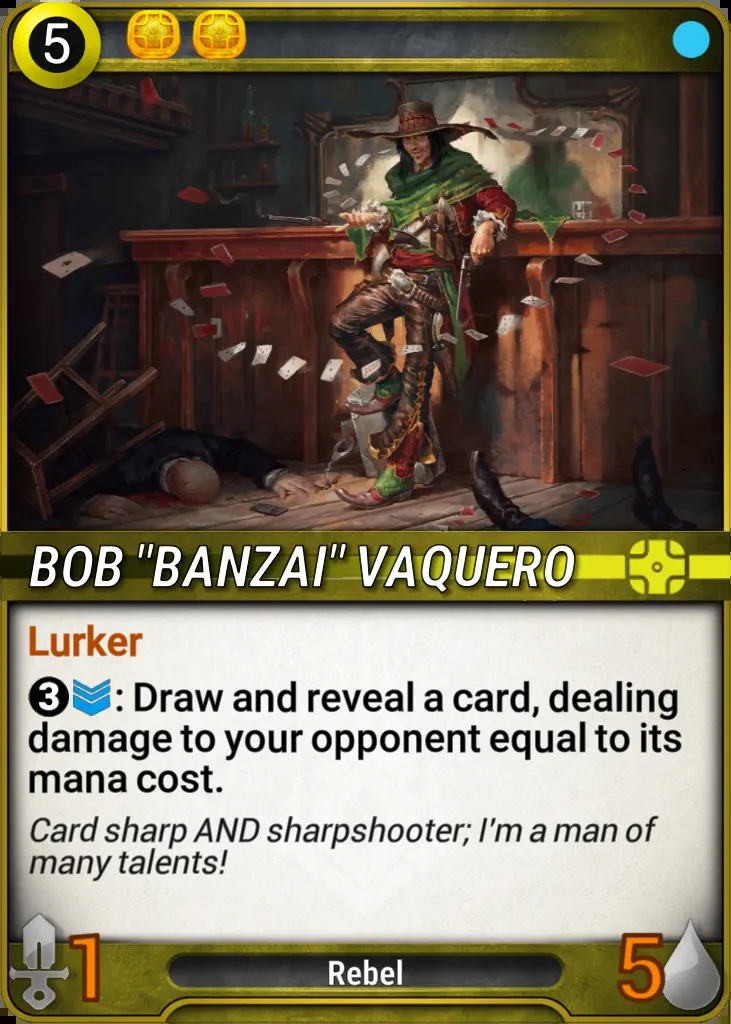 5
BOB "BANZAI" VAQUERO
Lurker
3: Draw and reveal a card, dealing
damage to your opponent equal to its
mana cost.
Card sharp AND sharpshooter; I'm a man of
many talents!
1
Rebel
5